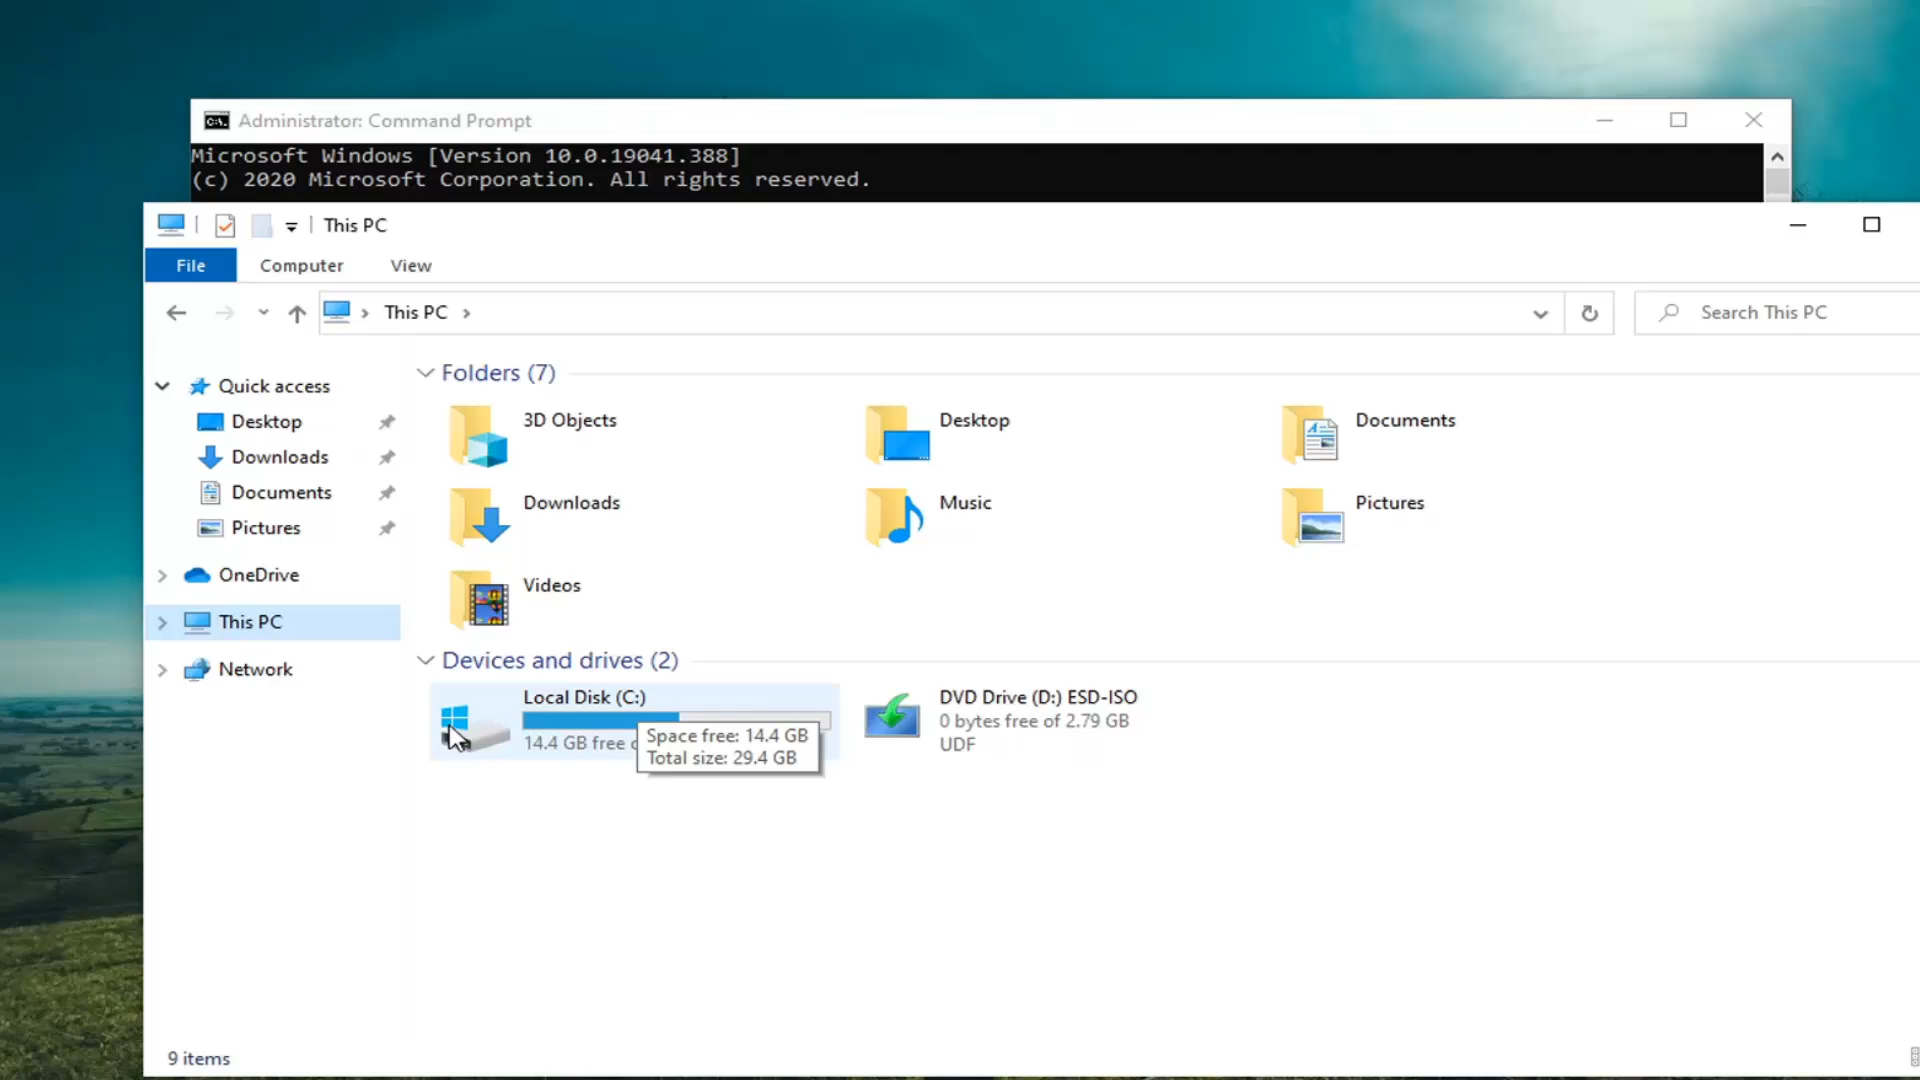 Administrator: Command Prompt
Microsoft Windows [Version 10.0.19041.388]
(c) 2020 Microsoft Corporation. All rights reserved.
This PC
File Computer View
This PC
Search This PC
Quick access
Desktop
Downloads
Documents
Pictures
OneDrive
This PC
Network
Folders (7)
3D Objects
Desktop
Documents
Downloads
Music
Pictures
Videos
Devices and drives (2)
Local Disk (C:)
14.4 GB free
Space free: 14.4 GB
Total size: 29.4 GB
DVD Drive (D:) ESD-ISO
0 bytes free of 2.79 GB
UDF
9 items